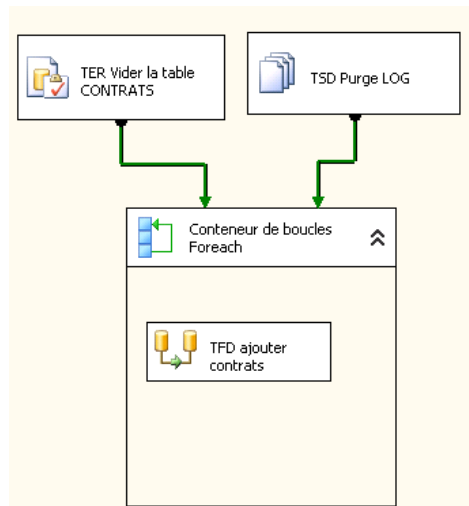 TER Vider la table
CONTRATS
TSD Purge LOG
Conteneur de boucles
Foreach
TFD ajouter
contrats